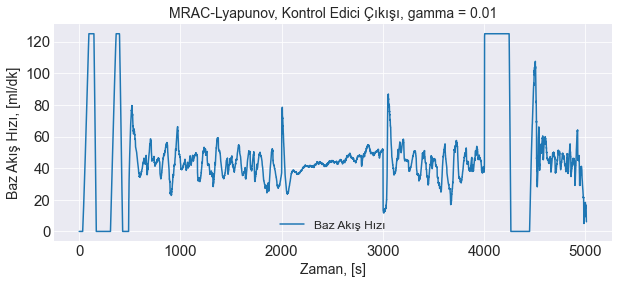 MRAC-Lyapunov, Kontrol Edici Çıkışı, gamma = 0.01
Baz Akış Hızı, [ml/dk]
120
100
80
60
40
20
0
Baz Akış Hızı
0 1000 2000 3000 4000 5000
Zaman, [s]